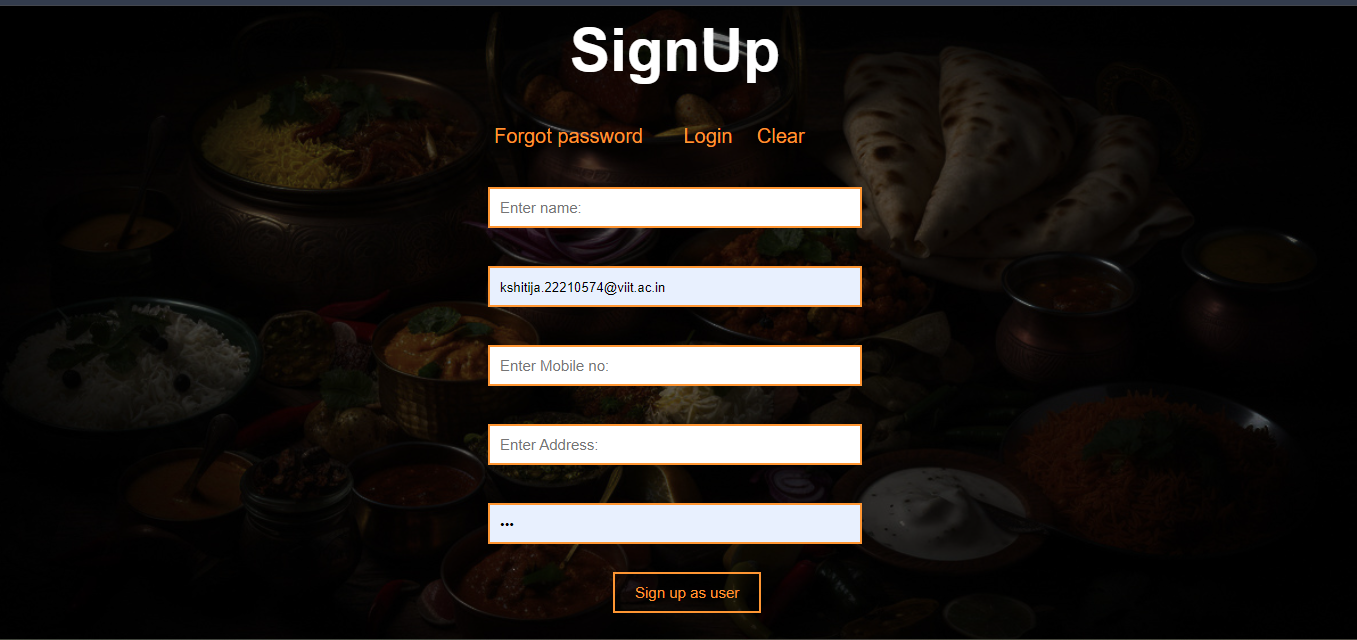 SignUp
Forgot password Login Clear
Enter name:
kshitija.22210574@viit.ac.in
Enter Mobile no:
Enter Address:
•••
Sign up as user